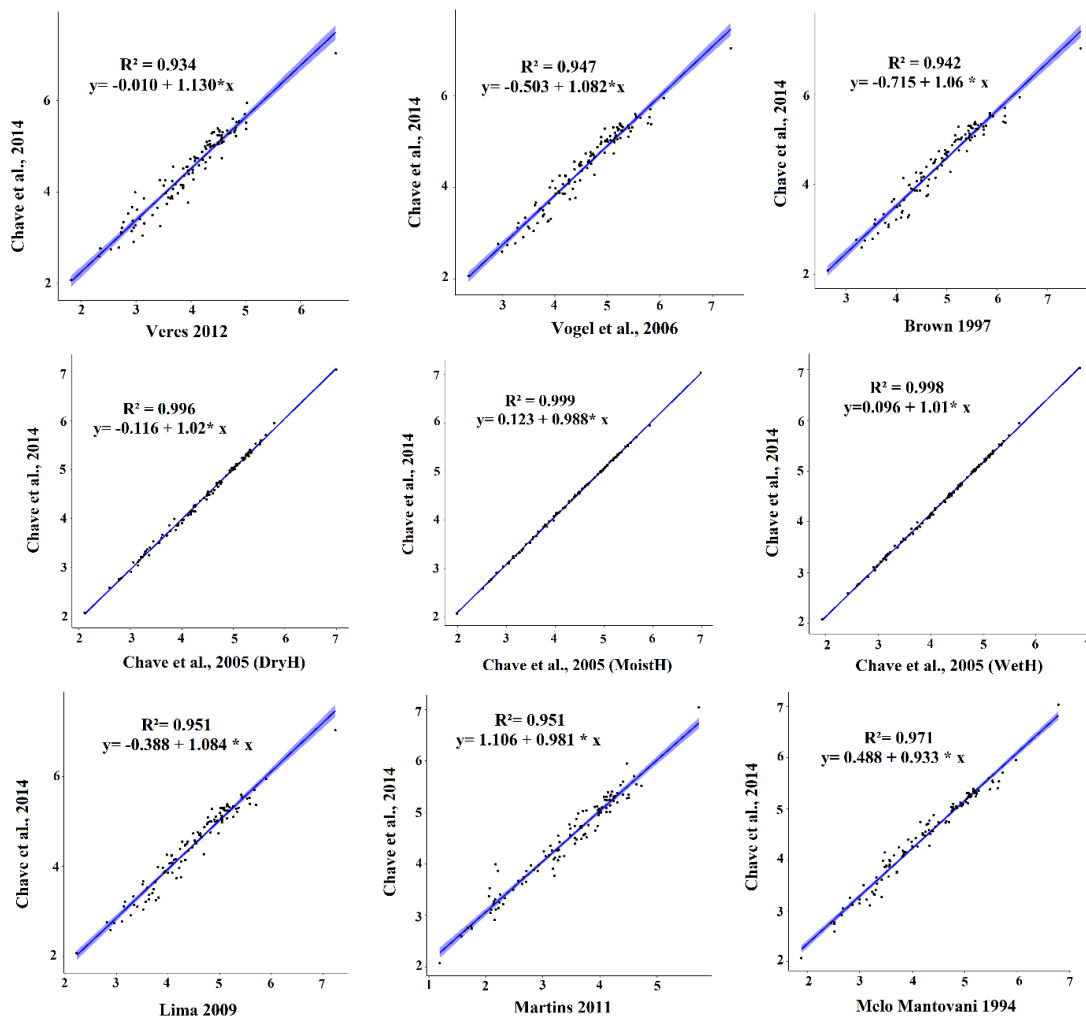 R² = 0.934
y= -0.010 + 1.130*x
6
4
2
Chave et al., 2014
2 3 4 5 6
Veres 2012
R² = 0.947
y= -0.503 + 1.082*x
6
4
2
Chave et al., 2014
3 4 5 6 7
Vogel et al., 2006
R² = 0.942
y= -0.715 + 1.06 * x
6
4
2
Chave et al., 2014
3 4 5 6 7
Brown 1997
R² = 0.996
y= -0.116 + 1.02* x
7
6
5
4
3
2
Chave et al., 2014
2 3 4 5 6 7
Chave et al., 2005 (DryH)
R² = 0.999
y= 0.123 + 0.988* x
7
6
5
4
3
2
Chave et al., 2014
2 3 4 5 6 7
Chave et al., 2005 (MoistH)
R² = 0.998
y=0.096 + 1.01* x
7
6
5
4
3
2
Chave et al., 2014
2 3 4 5 6 7
Chave et al., 2005 (WetH)
R²= 0.951
y= -0.388 + 1.084 * x
6
4
2
Chave et al., 2014
2 3 4 5 6 7
Lima 2009
R²= 0.951
y= 1.106 + 0.981 * x
7
6
5
4
3
2
Chave et al., 2014
1 2 3 4 5
Martins 2011
R²= 0.971
y= 0.488 + 0.933 * x
7
6
5
4
3
2
Chave et al., 2014
2 3 4 5 6 7
Melo Mantovani 1994